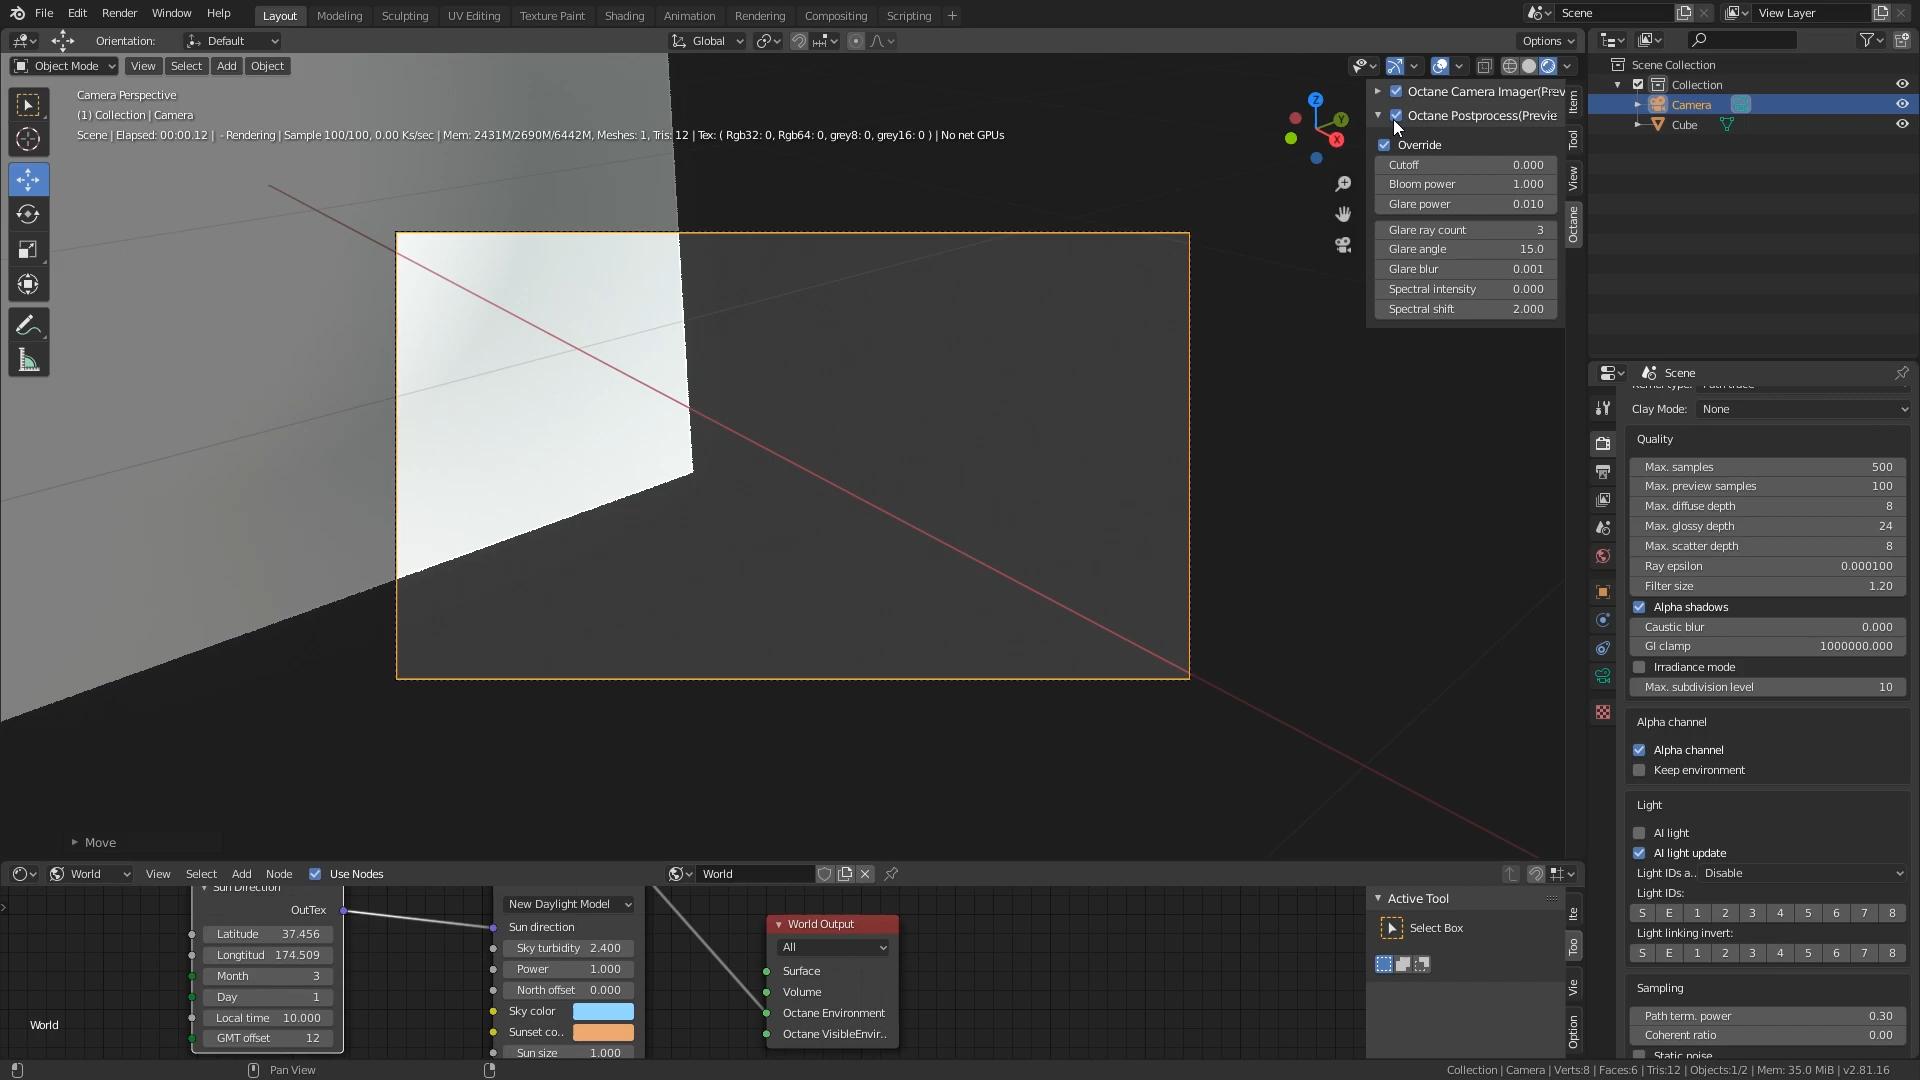 File Edit Render Window Help Layout Modeling Sculpting UV Editing Texture Paint Shading Animation Rendering Compositing Scripting + Scene View Layer
Orientation: Default Global Options
Object Mode View Select Add Object
Camera Perspective
(1) Collection | Camera
Scene | Elapsed: 00:00.12 | - Rendering | Sample 100/100, 0.00 Ks/sec | Mem: 2431M/2690M/6442M, Meshes: 1, Tris: 12 | Tex: ( Rgb32: 0, Rgb64: 0, grey8: 0, grey16: 0 ) | No net GPUs
Z
Y
X
Octane Camera Imager(Prev
Octane Postprocess(Previe
Override
Cutoff 0.000
Bloom power 1.000
Glare power 0.010
Glare ray count 3
Glare angle 15.0
Glare blur 0.001
Spectral intensity 0.000
Spectral shift 2.000
Item
Tool
View
Octane
Scene Collection
Collection
Camera
Cube
Scene
Clay Mode: None
Quality
Max. samples 500
Max. preview samples 100
Max. diffuse depth 8
Max. glossy depth 24
Max. scatter depth 8
Ray epsilon 0.000100
Filter size 1.20
Alpha shadows
Caustic blur 0.000
GI clamp 1000000.000
Irradiance mode
Max. subdivision level 10
Alpha channel
Alpha channel
Keep environment
Light
AI light
AI light update
Light IDs a.. Disable
Light IDs:
S E 1 2 3 4 5 6 7 8
Light linking invert:
S E 1 2 3 4 5 6 7 8
Sampling
Path term. power 0.30
Coherent ratio 0.00
Static noise
Move
World View Select Add Node Use Nodes World
Sun Direction
OutTex
Latitude 37.456
Longtitud 174.509
Month 3
Day 1
Local time 10.000
GMT offset 12
New Daylight Model
Sun direction
Sky turbidity 2.400
Power 1.000
North offset 0.000
Sky color
Sunset co..
Sun size 1.000
World Output
All
Surface
Volume
Octane Environment
Octane VisibleEnvir..
Active Tool
Select Box
Ite
Too
Vie
Option
World
Pan View
Collection | Camera | Verts:8 | Faces:6 | Tris:12 | Objects:1/2 | Mem: 35.0 MiB | v2.81.16